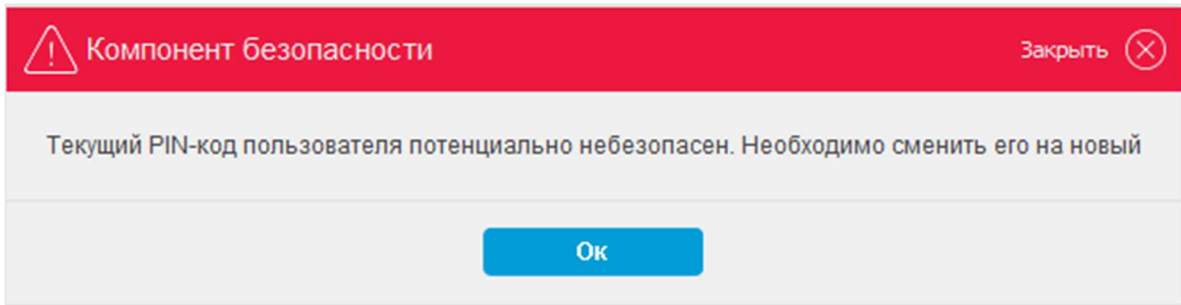 Компонент безопасности
Закрыть
Текущий PIN-код пользователя потенциально небезопасен. Необходимо сменить его на новый
Ок